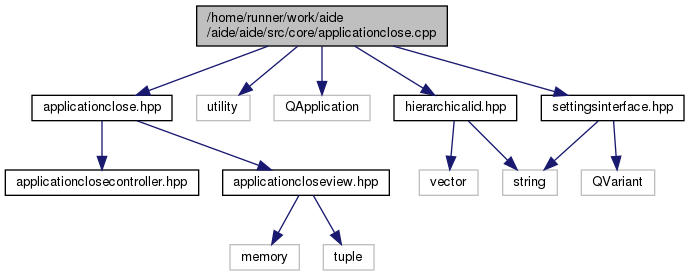 /home/runner/work/aide
/aide/aide/src/core/applicationclose.cpp
applicationclose.hpp
utility
QApplication
hierarchicalid.hpp
settingsinterface.hpp
applicationclosecontroller.hpp
applicationcloseview.hpp
vector
string
QVariant
memory
tuple